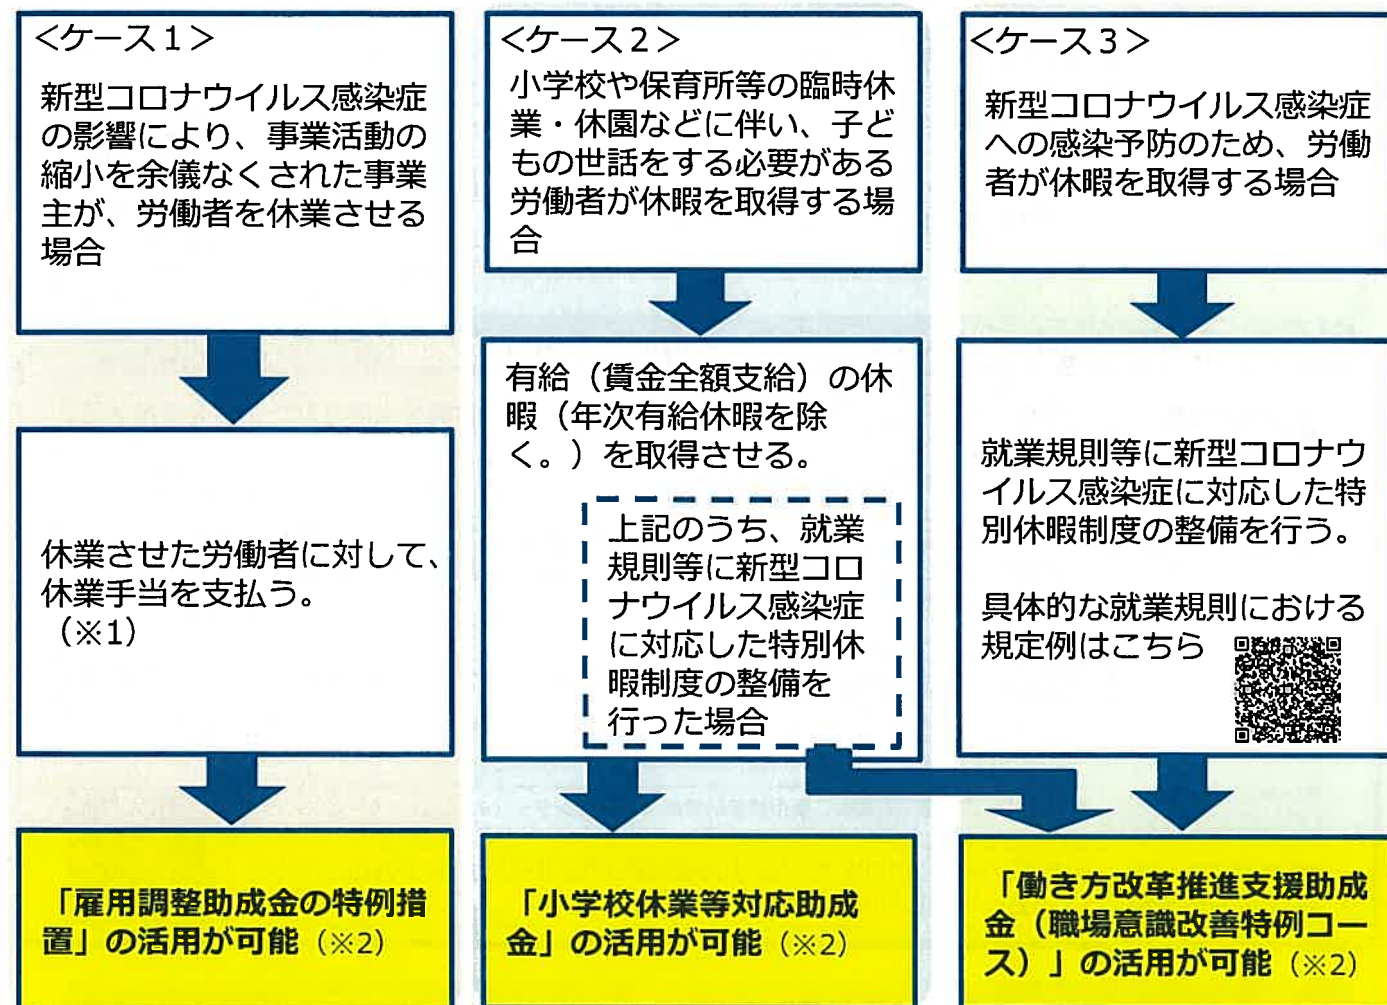 ＜ケース１＞
新型コロナウイルス感染症
の影響により、事業活動の
縮小を余儀なくされた事業
主が、労働者を休業させる
場合
休業させた労働者に対して、
休業手当を支払う。
（※1）
「雇用調整助成金の特例措
置」の活用が可能（※2）
＜ケース２＞
小学校や保育所等の臨時休
業・休園などに伴い、子ど
もの世話をする必要がある
労働者が休暇を取得する場
合
有給（賃金全額支給）の休
暇（年次有給休暇を除
く。）を取得させる。
上記のうち、就業
規則等に新型コロ
ナウイルス感染症
に対応した特別休
暇制度の整備を
行った場合
「小学校休業等対応助成
金」の活用が可能（※2）
＜ケース３＞
新型コロナウイルス感染症
への感染予防のため、労働
者が休暇を取得する場合
就業規則等に新型コロナウ
イルス感染症に対応した特
別休暇制度の整備を行う。
具体的な就業規則における
規定例はこちら
「働き方改革推進支援助成
金（職場意識改善特例コー
ス）」の活用が可能（※2）